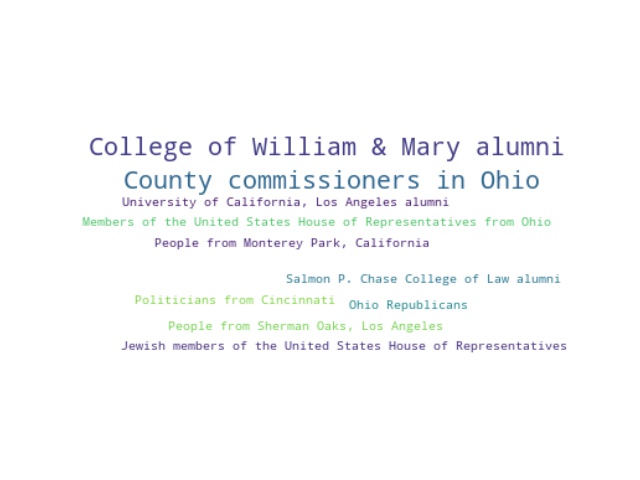 College of William & Mary alumni
County commissioners in Ohio
University of California, Los Angeles alumni
Members of the United States House of Representatives from Ohio
People from Monterey Park, California
Salmon P. Chase College of Law alumni
Politicians from Cincinnati
Ohio Republicans
People from Sherman Oaks, Los Angeles
Jewish members of the United States House of Representatives